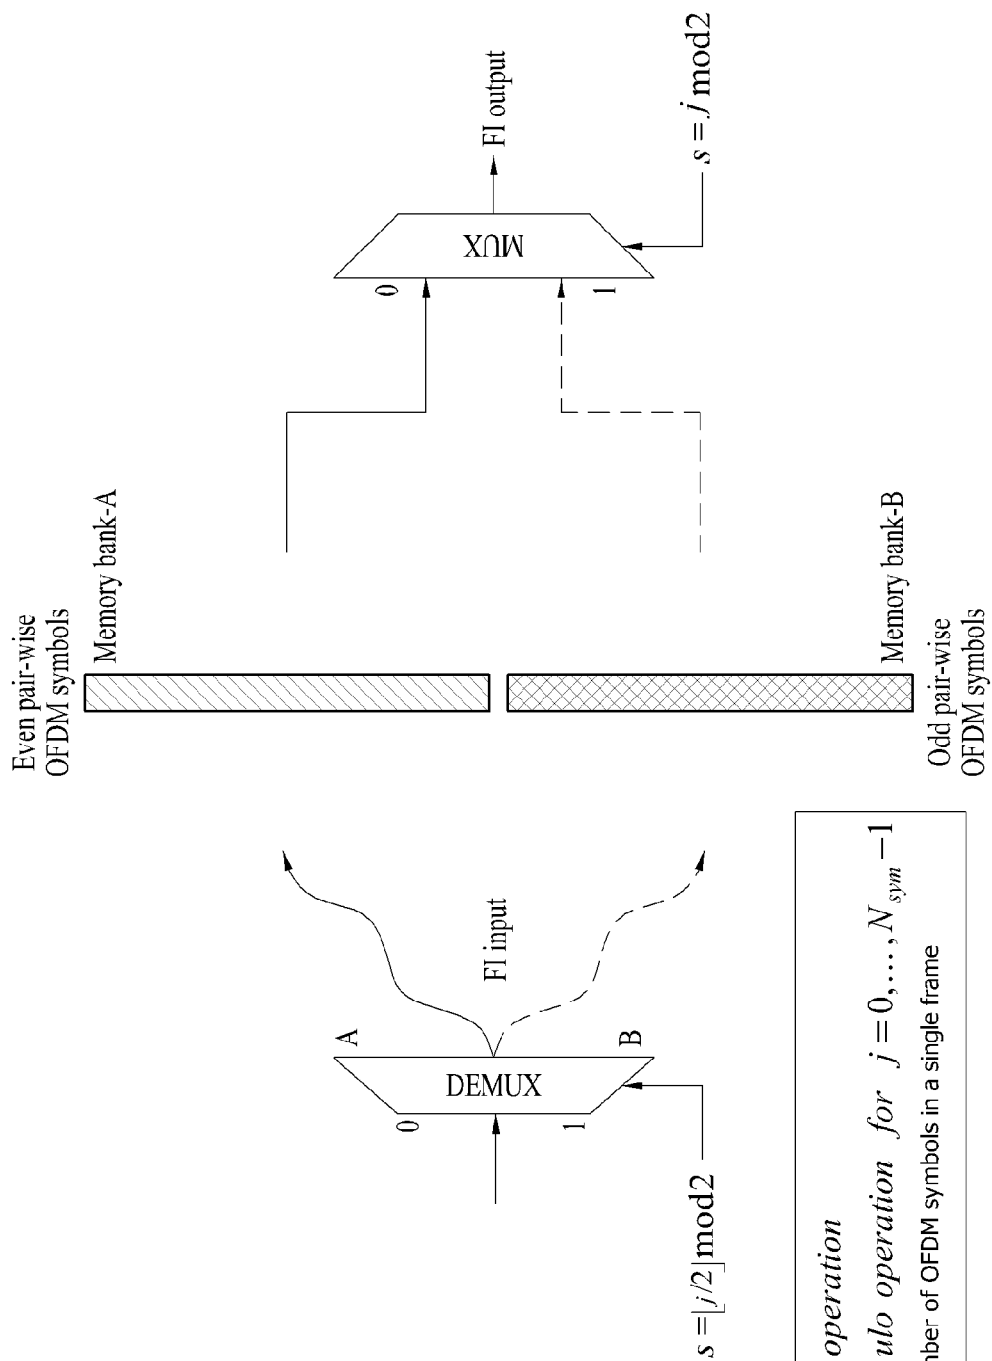 Even pair-wise
OFDM symbols
Memory bank-A
0
MUX
1
FI output
s = j mod2
A
DEMUX
0
1
B
FI input
s = ⌊j/2⌋mod2
Memory bank-B
Odd pair-wise
OFDM symbols
operation
operation for j = 0,..., N_sym −1
of OFDM symbols in a single frame